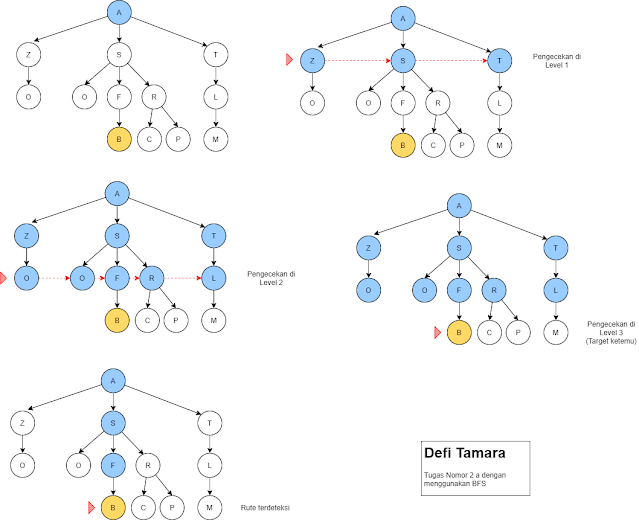 A
Z S T
O O F R L
B C P M
A
Z S T
O O F R L
B C P M
Pengecekan di
Level 1
A
Z S T
O O F R L
B C P M
Pengecekan di
Level 2
A
Z S T
O O F R L
B C P M
Pengecekan di
Level 3
(Target ketemu)
A
Z S T
O O F R L
B C P M
Rute terdeteksi
Defi Tamara
Tugas Nomor 2 a dengan
menggunakan BFS